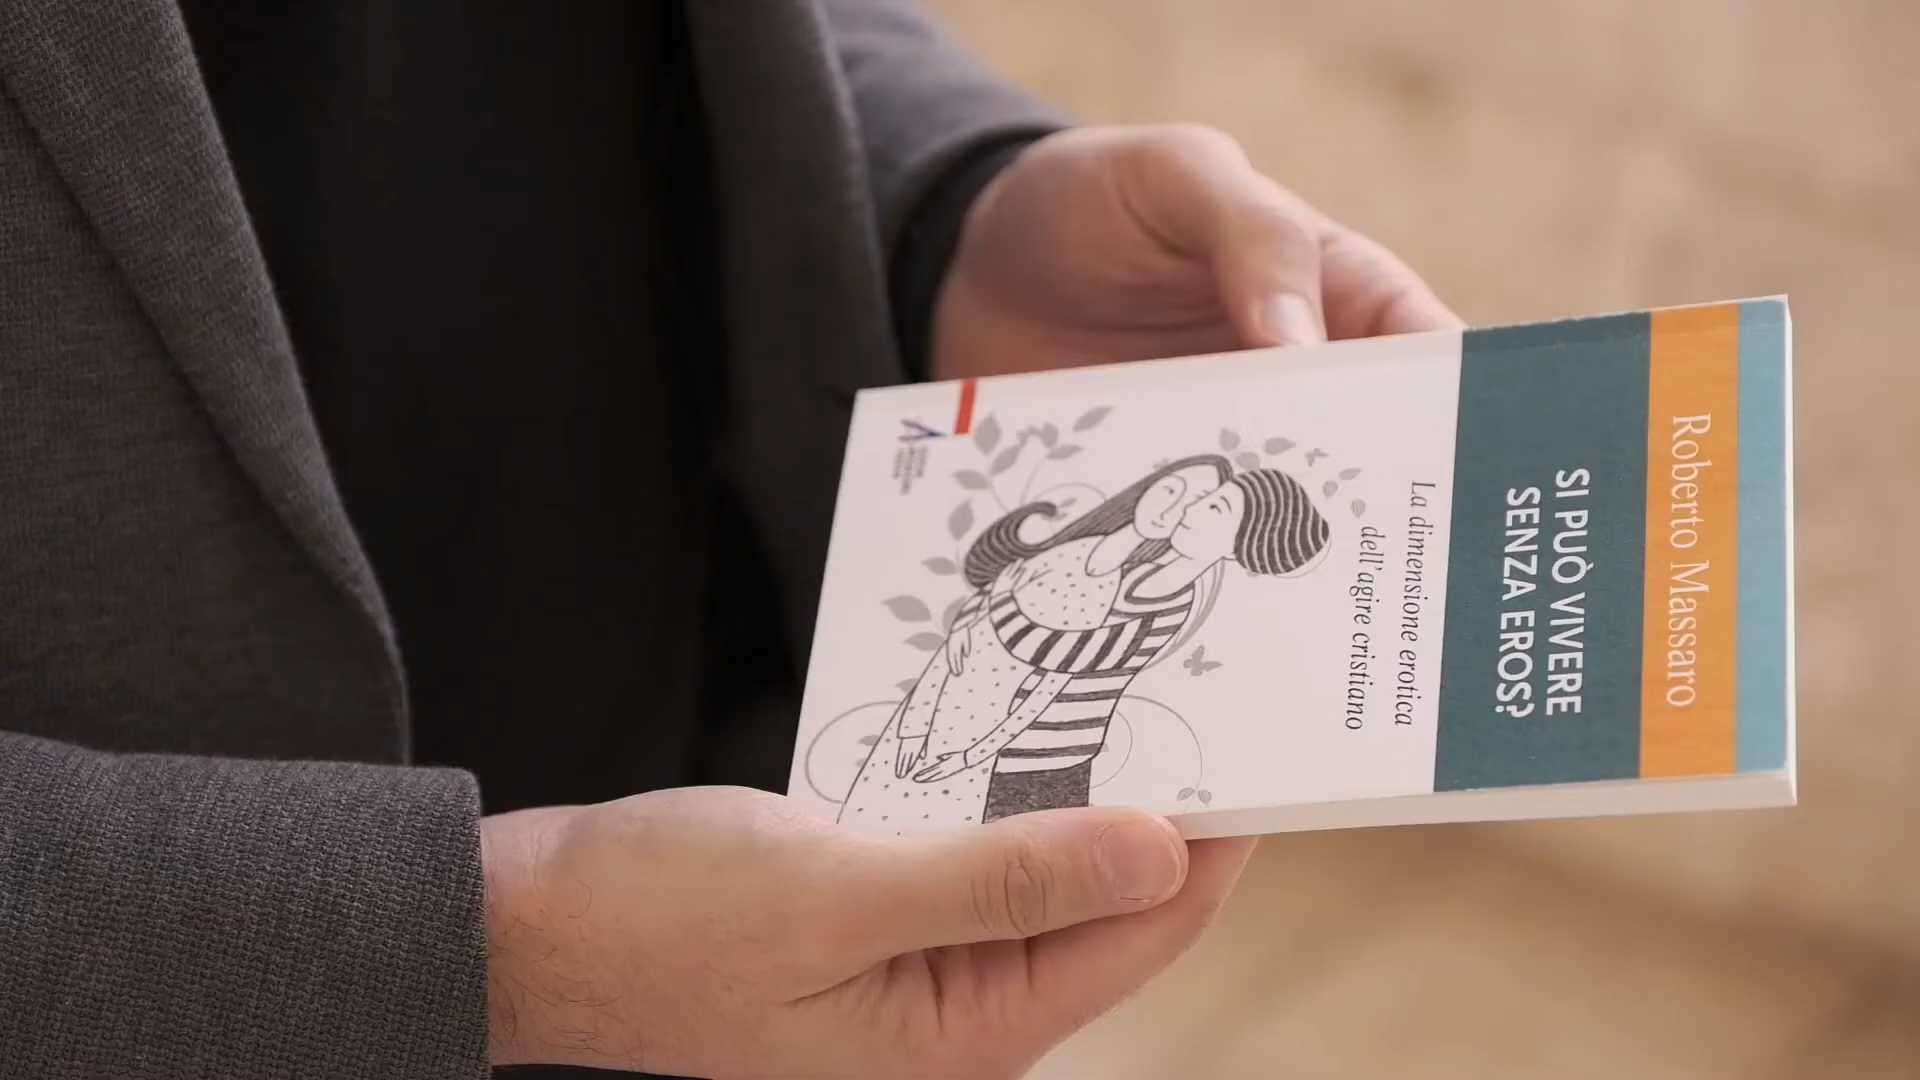 Roberto Massaro
SI PUÒ VIVERE
SENZA EROS?
La dimensione erotica
dell'agire cristiano